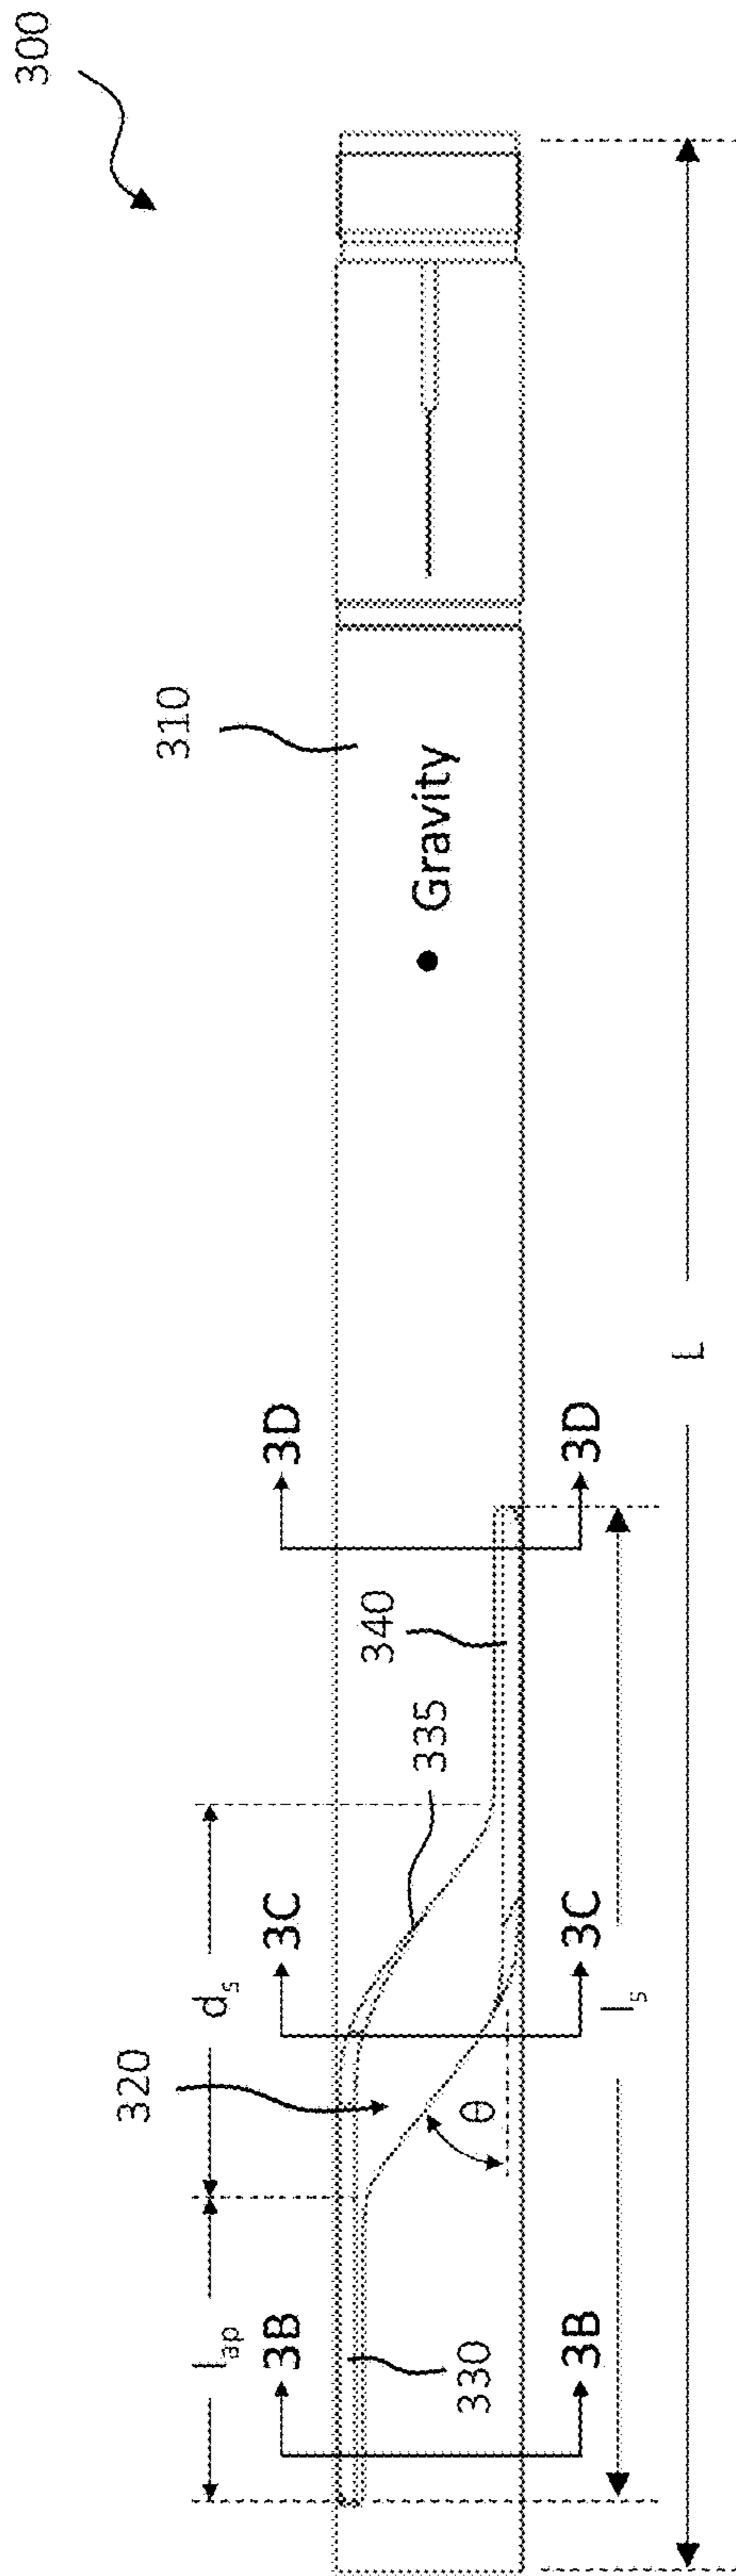 300
310
• Gravity
3D
3D
340
335
3C
3C
d_s
l_s
320
θ
l_ap
3B
3B
330
L